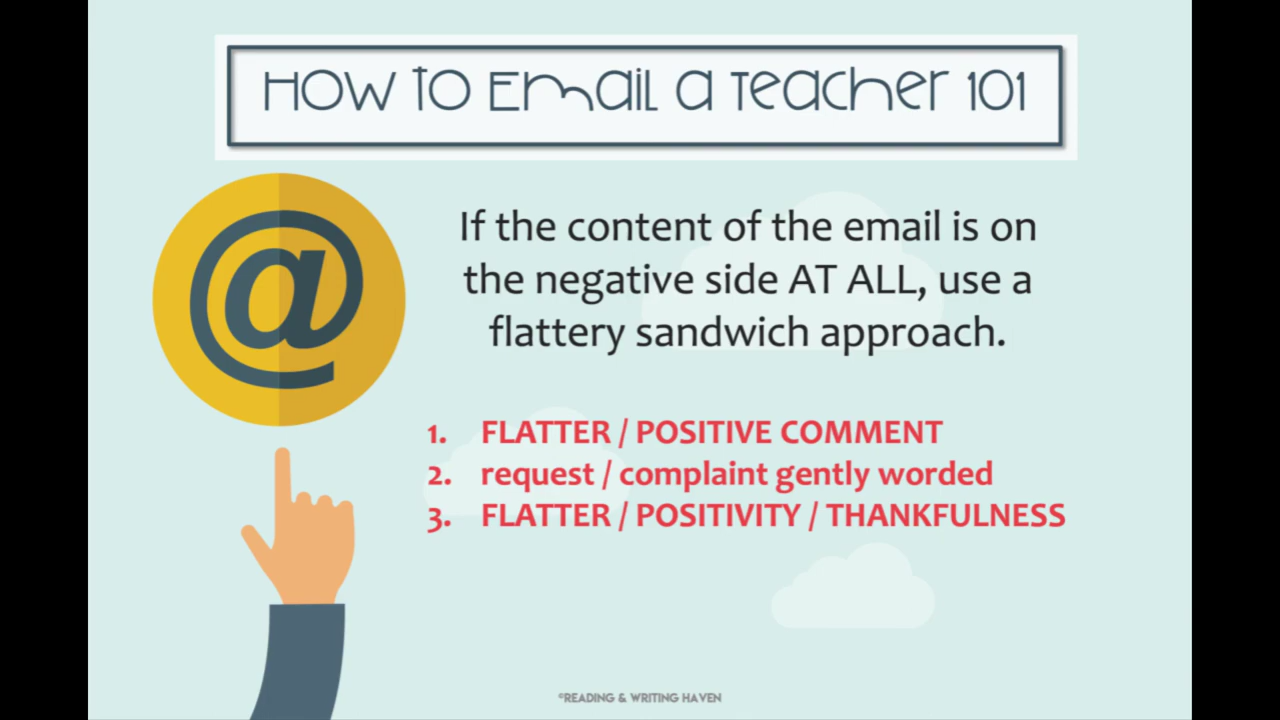 How to Email a Teacher 101
@
If the content of the email is on
the negative side AT ALL, use a
flattery sandwich approach.
1. FLATTER / POSITIVE COMMENT
2. request / complaint gently worded
3. FLATTER / POSITIVITY / THANKFULNESS
©READING & WRITING HAVEN